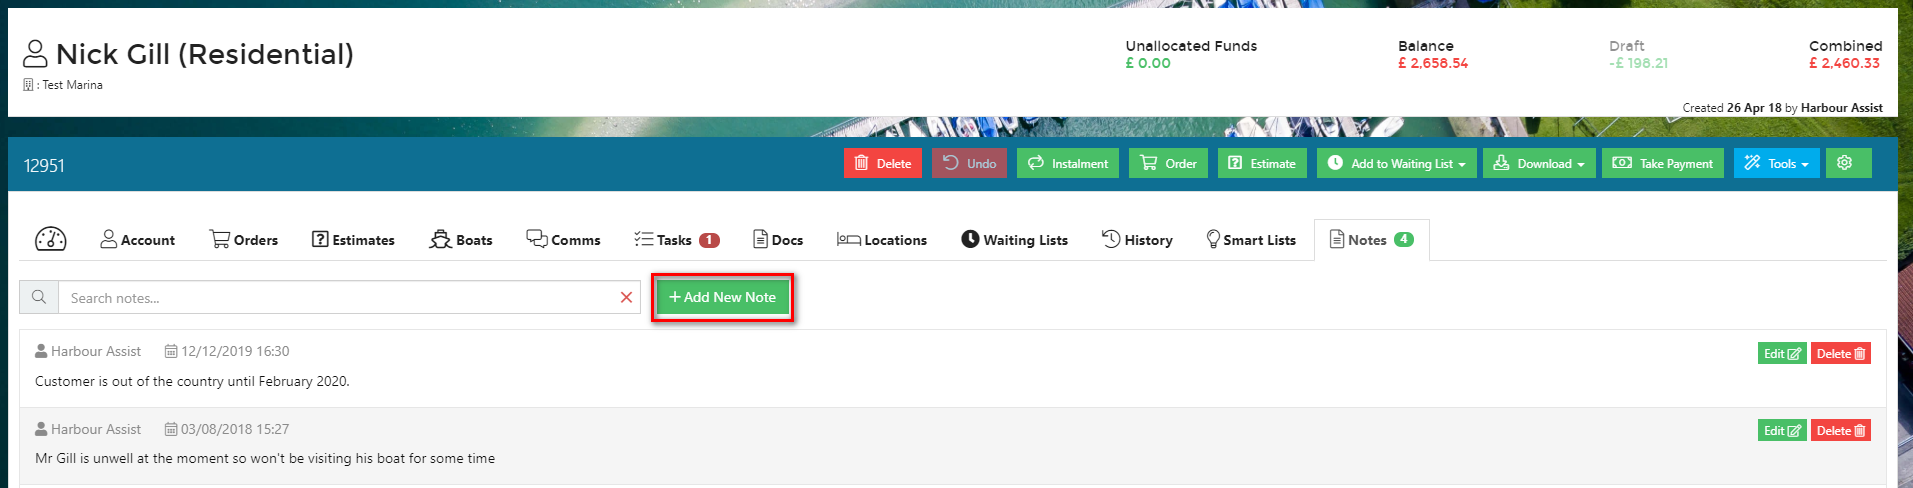 Nick Gill (Residential)
: Test Marina
Unallocated Funds
£ 0.00
Balance
£ 2,658.54
Draft
-£ 198.21
Combined
£ 2,460.33
Created 26 Apr 18 by Harbour Assist
12951
Delete
Undo
Instalment
Order
Estimate
Add to Waiting List
Download
Take Payment
Tools
Account
Orders
Estimates
Boats
Comms
Tasks 1
Docs
Locations
Waiting Lists
History
Smart Lists
Notes 4
Search notes...
+ Add New Note
Harbour Assist 12/12/2019 16:30
Edit
Delete
Customer is out of the country until February 2020.
Harbour Assist 03/08/2018 15:27
Edit
Delete
Mr Gill is unwell at the moment so won't be visiting his boat for some time